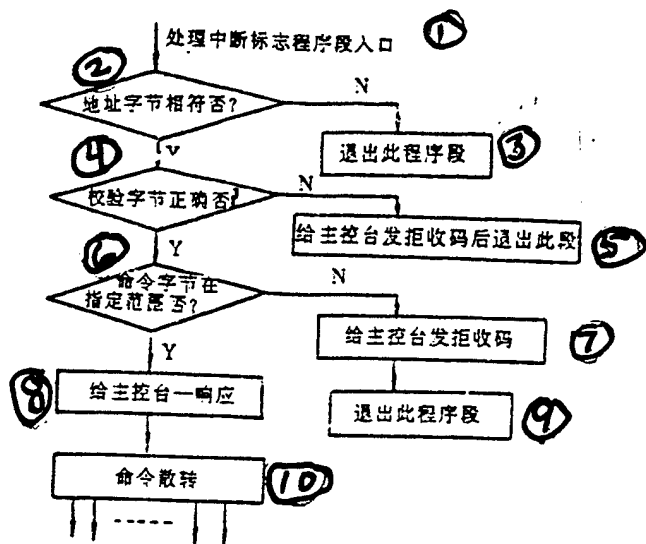 处理中断标志程序段入口 ①
②
地址字节相符否?
N
退出此程序段 ③
Y
④
校验字节正确否?
N
给主控台发拒收码后退出此段 ⑤
Y
⑥
命令字节在
指定范围否?
N
给主控台发拒收码 ⑦
Y
⑧ 给主控台一响应
退出此程序段 ⑨
命令散转 ⑩